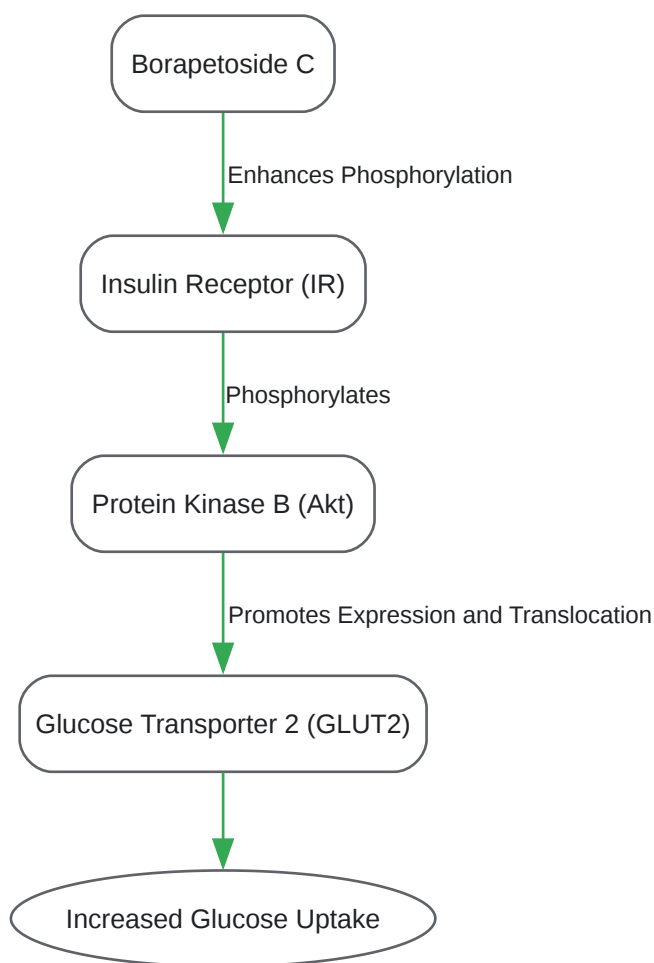 Borapetoside C
Enhances Phosphorylation
Insulin Receptor (IR)
Phosphorylates
Protein Kinase B (Akt)
Promotes Expression and Translocation
Glucose Transporter 2 (GLUT2)
Increased Glucose Uptake